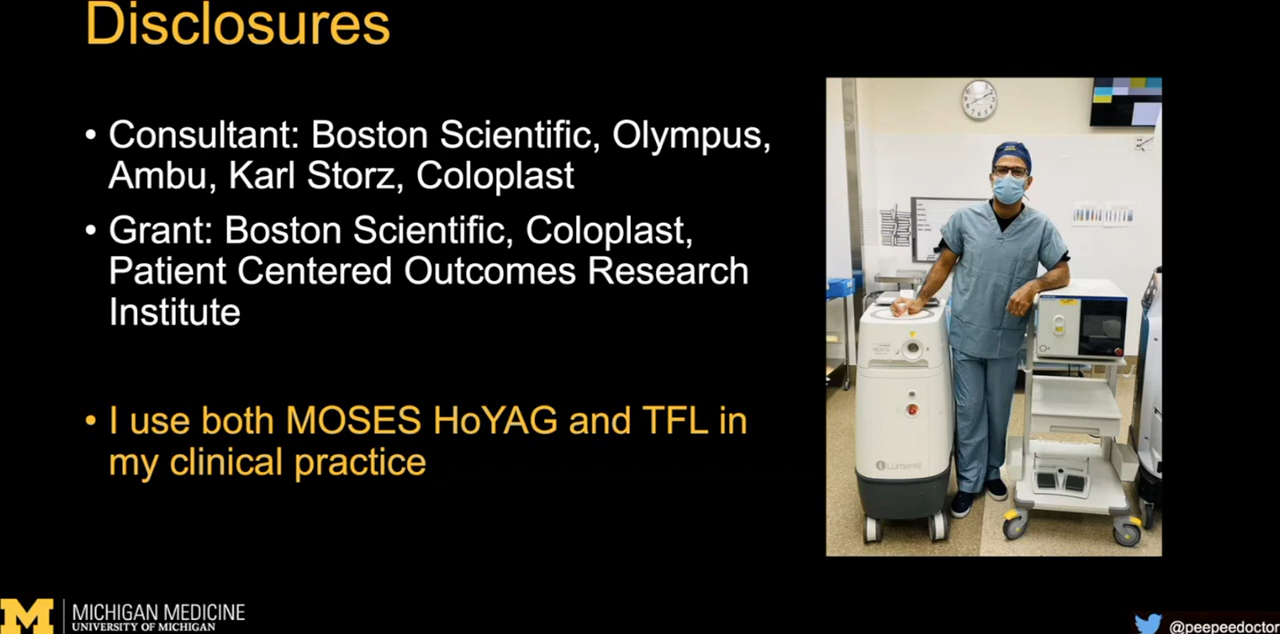 Disclosures
• Consultant: Boston Scientific, Olympus,
Ambu, Karl Storz, Coloplast
• Grant: Boston Scientific, Coloplast,
Patient Centered Outcomes Research
Institute
• I use both MOSES HoYAG and TFL in
my clinical practice
Lumenis
M
MICHIGAN MEDICINE
UNIVERSITY OF MICHIGAN
@peepeedoctor